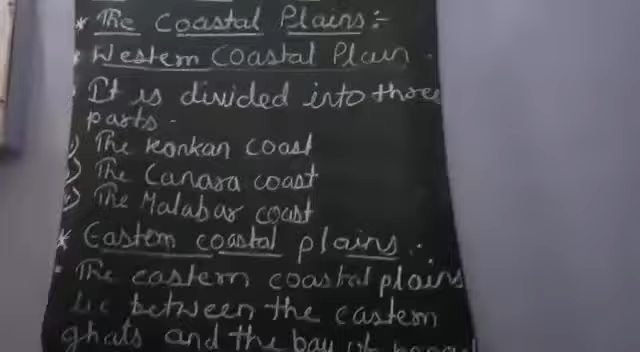 * The Coastal Plains:-
Western Coastal Plain.
It is divided into three
parts.
The Konkan Coast
The Canara coast
The Malabar coast
* Eastern coastal plains:
The eastern coastal plains
lie between the eastern
ghats and the bay of